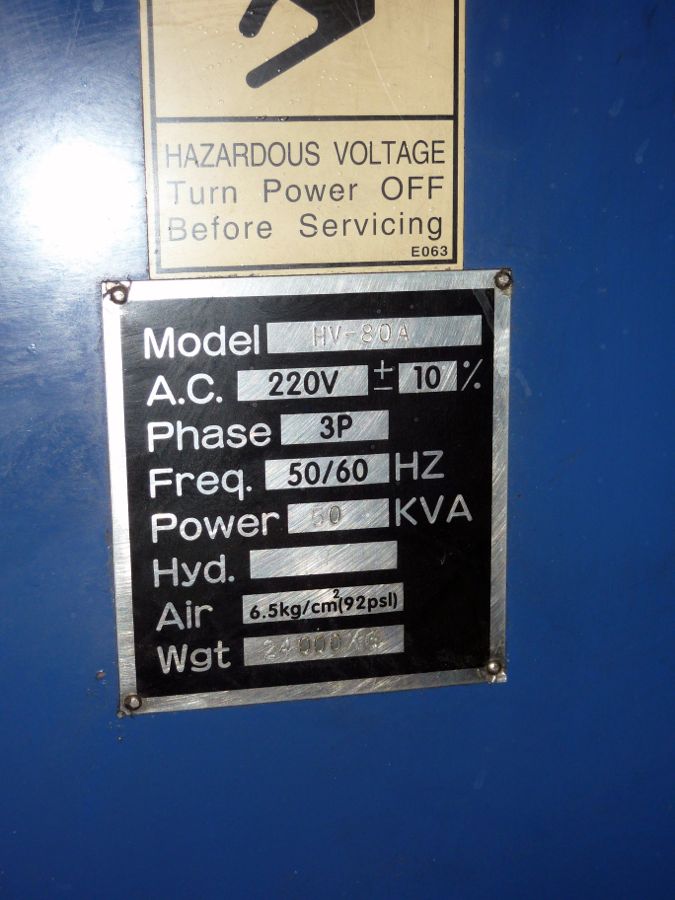 HAZARDOUS VOLTAGE
Turn Power OFF
Before Servicing
E063
Model HV-80A
A.C. 220V ± 10 %
Phase 3P
Freq. 50/60 HZ
Power 50 KVA
Hyd.
Air 6.5kg/cm²(92psI)
Wgt 24000KG